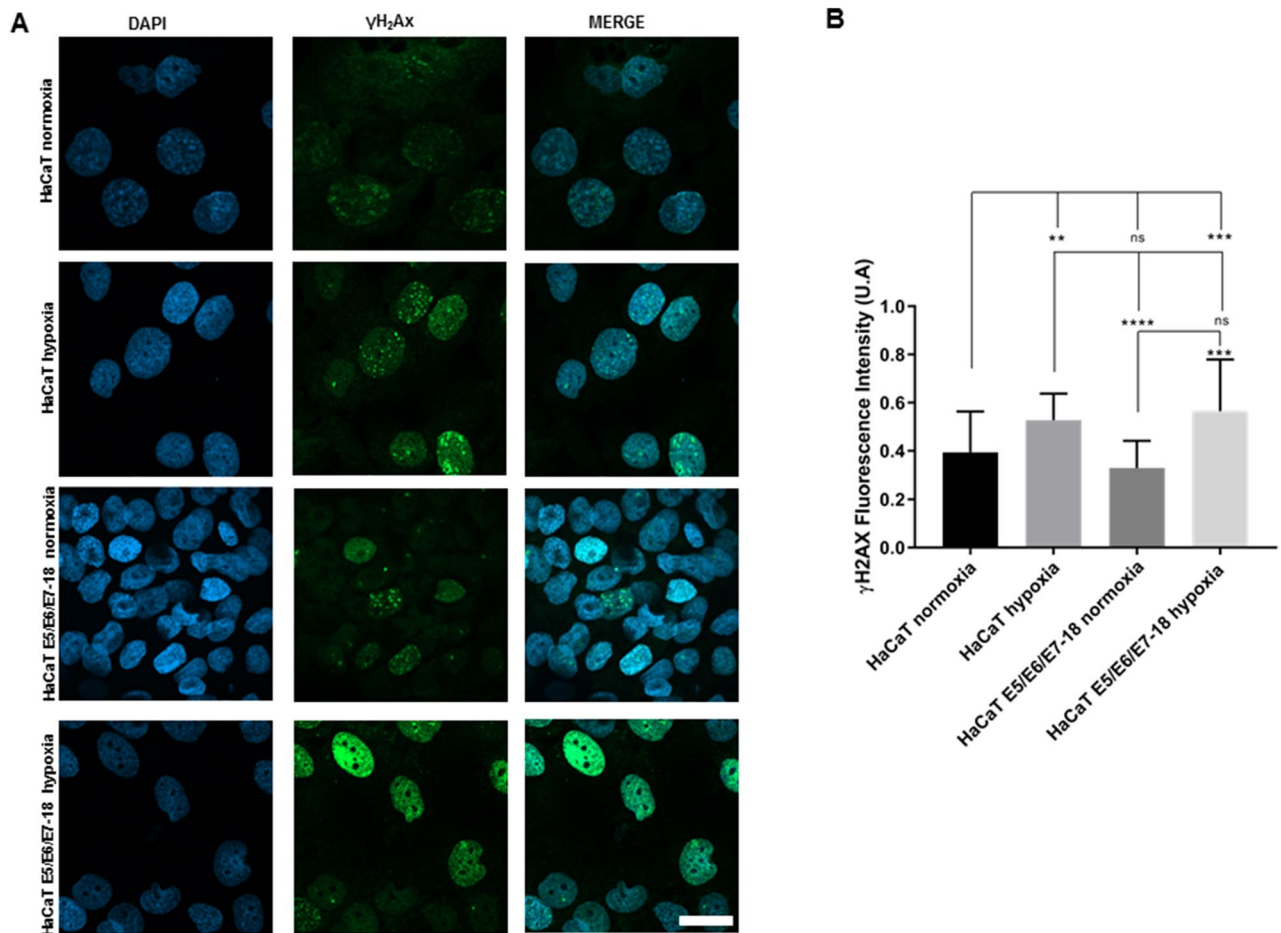 A
DAPI
γH₂Ax
MERGE
HaCaT normoxia
HaCaT hypoxia
HaCaT E5/E6/E7-18 normoxia
HaCaT E5/E6/E7-18 hypoxia
B
** ns ***
**** ns
***
γH2AX Fluorescence Intensity (U.A)
1.0
0.8
0.6
0.4
0.2
0.0
HaCaT normoxia
HaCaT hypoxia
HaCaT E5/E6/E7-18 normoxia
HaCaT E5/E6/E7-18 hypoxia